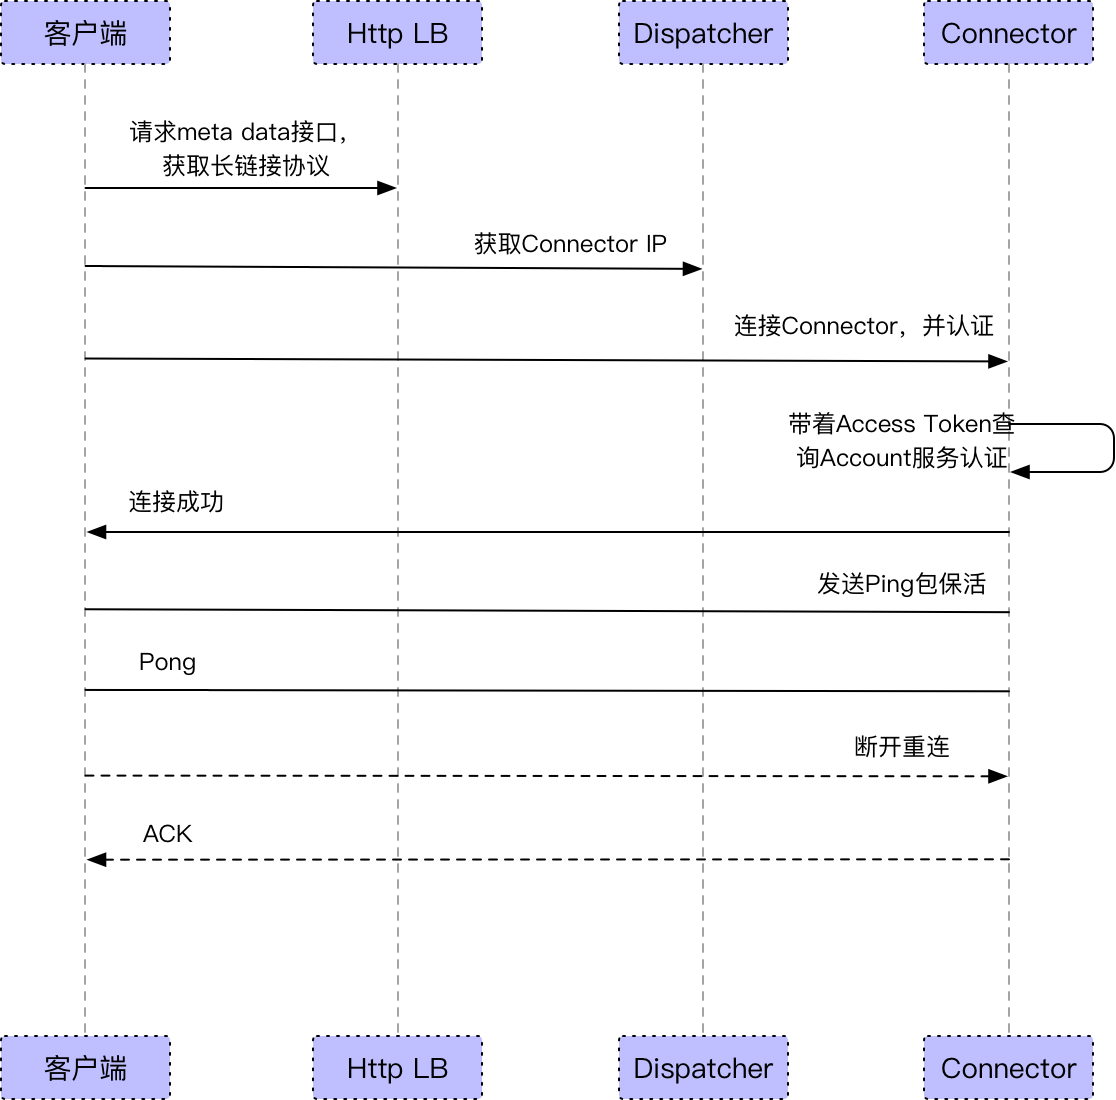 客户端
Http LB
Dispatcher
Connector
请求meta data接口，
获取长链接协议
获取Connector IP
连接Connector，并认证
带着Access Token查
询Account服务认证
连接成功
发送Ping包保活
Pong
断开重连
ACK
客户端
Http LB
Dispatcher
Connector